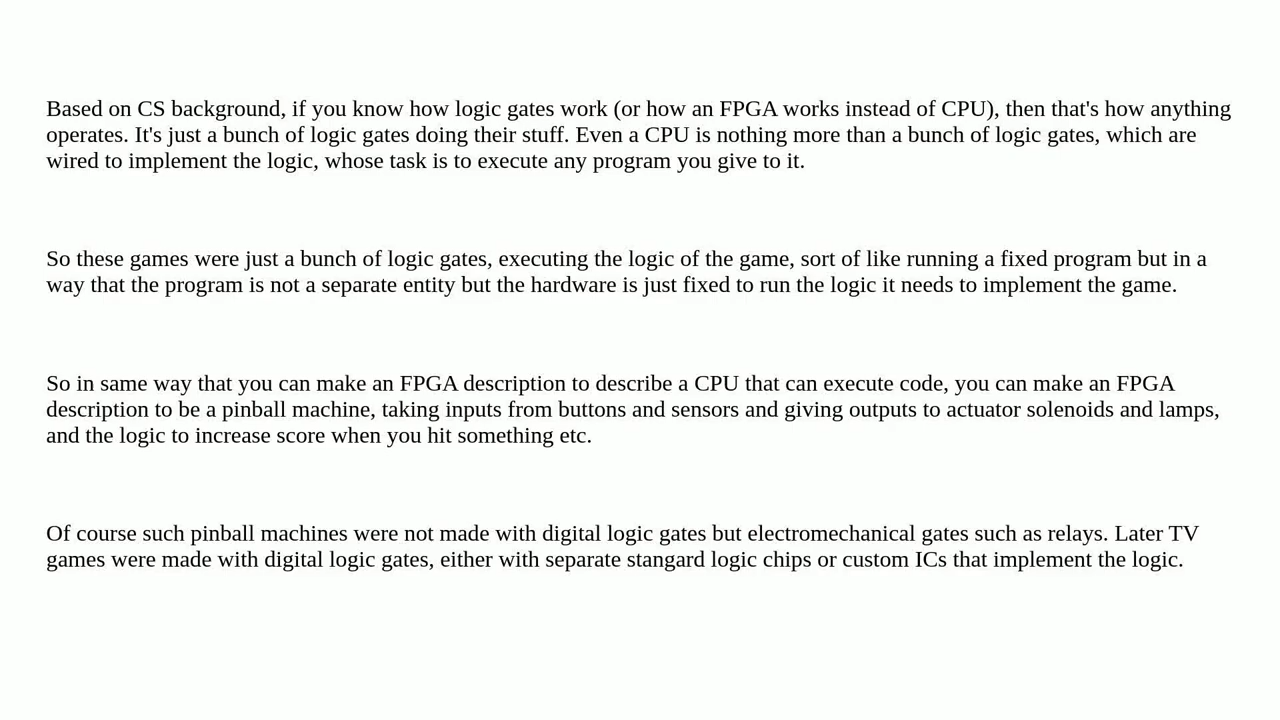 Based on CS background, if you know how logic gates work (or how an FPGA works instead of CPU), then that's how anything
operates. It's just a bunch of logic gates doing their stuff. Even a CPU is nothing more than a bunch of logic gates, which are
wired to implement the logic, whose task is to execute any program you give to it.
So these games were just a bunch of logic gates, executing the logic of the game, sort of like running a fixed program but in a
way that the program is not a separate entity but the hardware is just fixed to run the logic it needs to implement the game.
So in same way that you can make an FPGA description to describe a CPU that can execute code, you can make an FPGA
description to be a pinball machine, taking inputs from buttons and sensors and giving outputs to actuator solenoids and lamps,
and the logic to increase score when you hit something etc.
Of course such pinball machines were not made with digital logic gates but electromechanical gates such as relays. Later TV
games were made with digital logic gates, either with separate stangard logic chips or custom ICs that implement the logic.